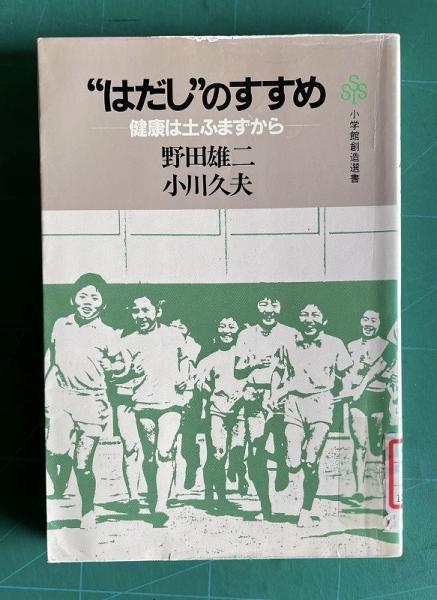 “はだし”のすすめ
健康は土ふまずから
野田雄二
小川久夫
SSS
小学館創造選書